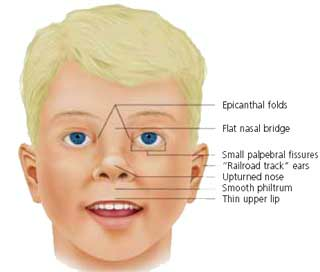 Epicanthal folds
Flat nasal bridge
Small palpebral fissures
"Railroad track" ears
Upturned nose
Smooth philtrum
Thin upper lip